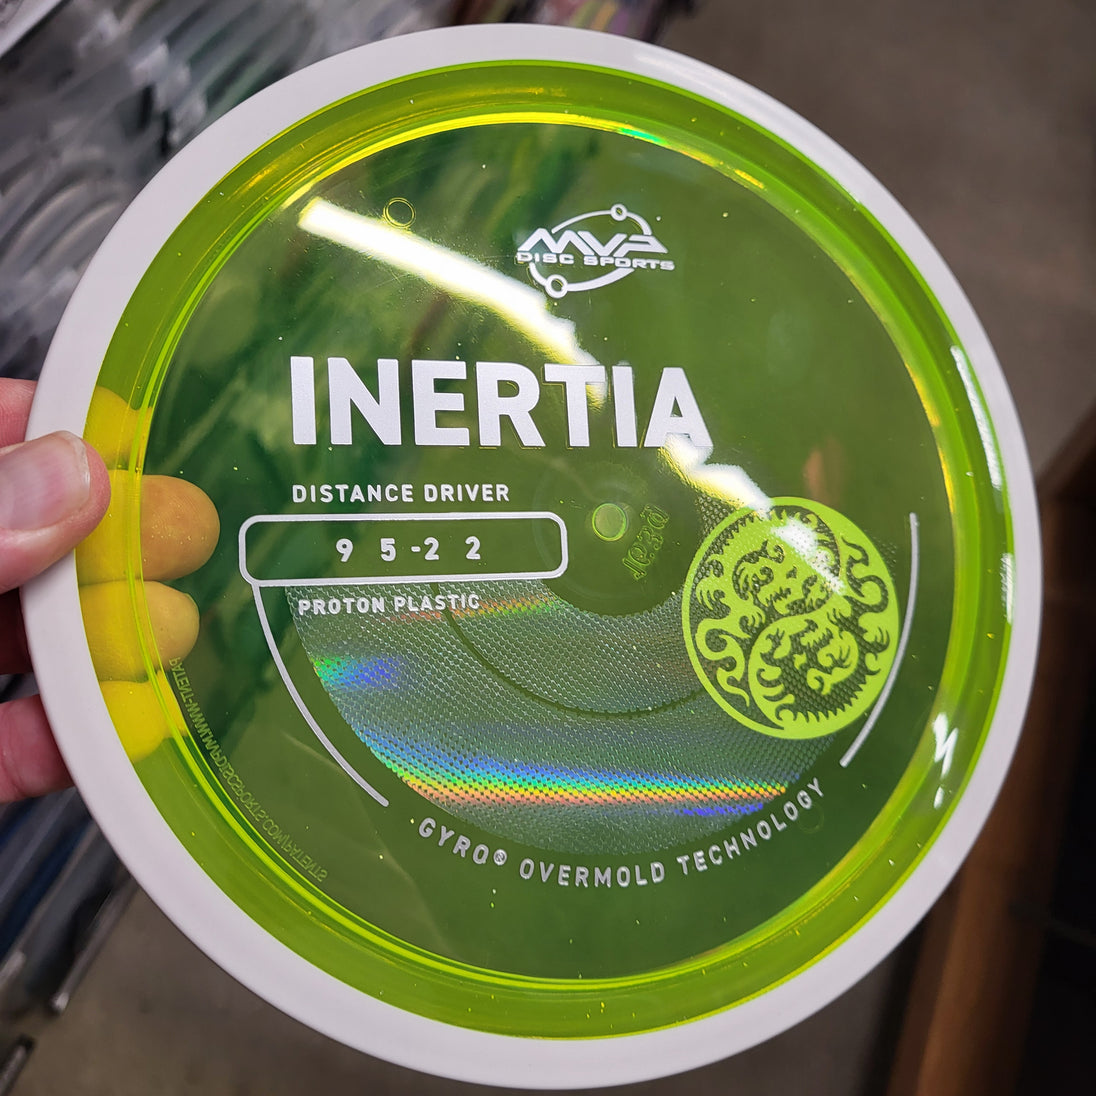 MVP
DISC SPORTS
INERTIA
DISTANCE DRIVER
9 5 -2 2
PROTON PLASTIC
GYRO® OVERMOLD TECHNOLOGY